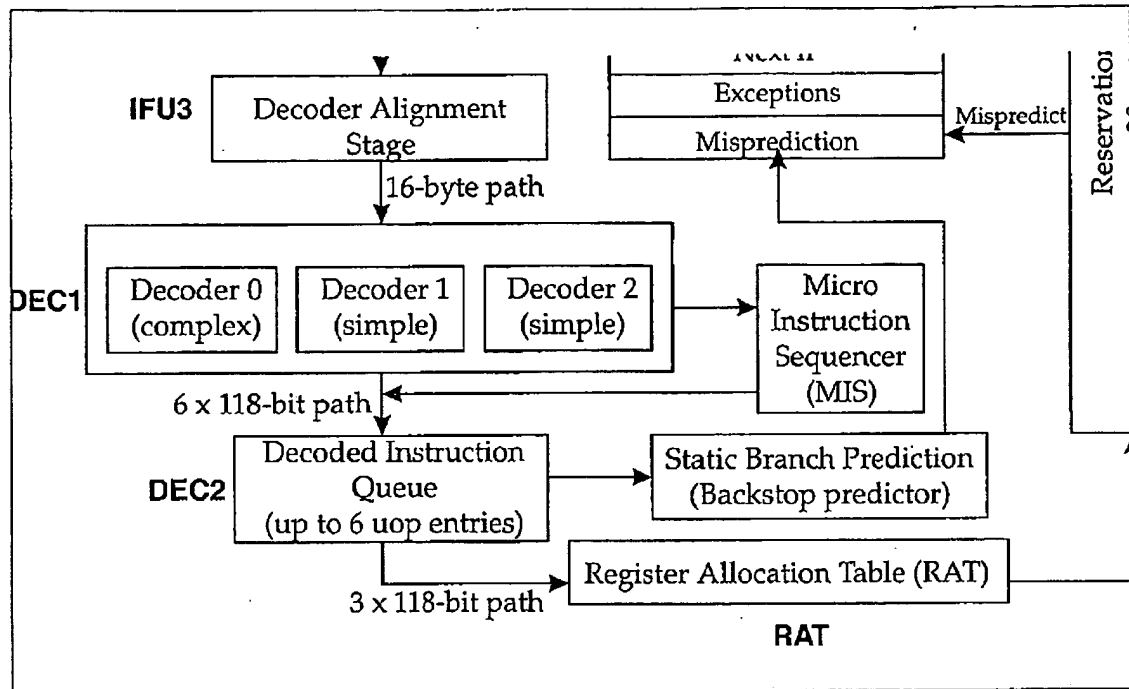 IFU3
Decoder Alignment
Stage
Exceptions
Misprediction
Mispredict
Reservation
16-byte path
DEC1
Decoder 0
(complex)
Decoder 1
(simple)
Decoder 2
(simple)
Micro
Instruction
Sequencer
(MIS)
6 x 118-bit path
DEC2
Decoded Instruction
Queue
(up to 6 uop entries)
Static Branch Prediction
(Backstop predictor)
Register Allocation Table (RAT)
3 x 118-bit path
RAT